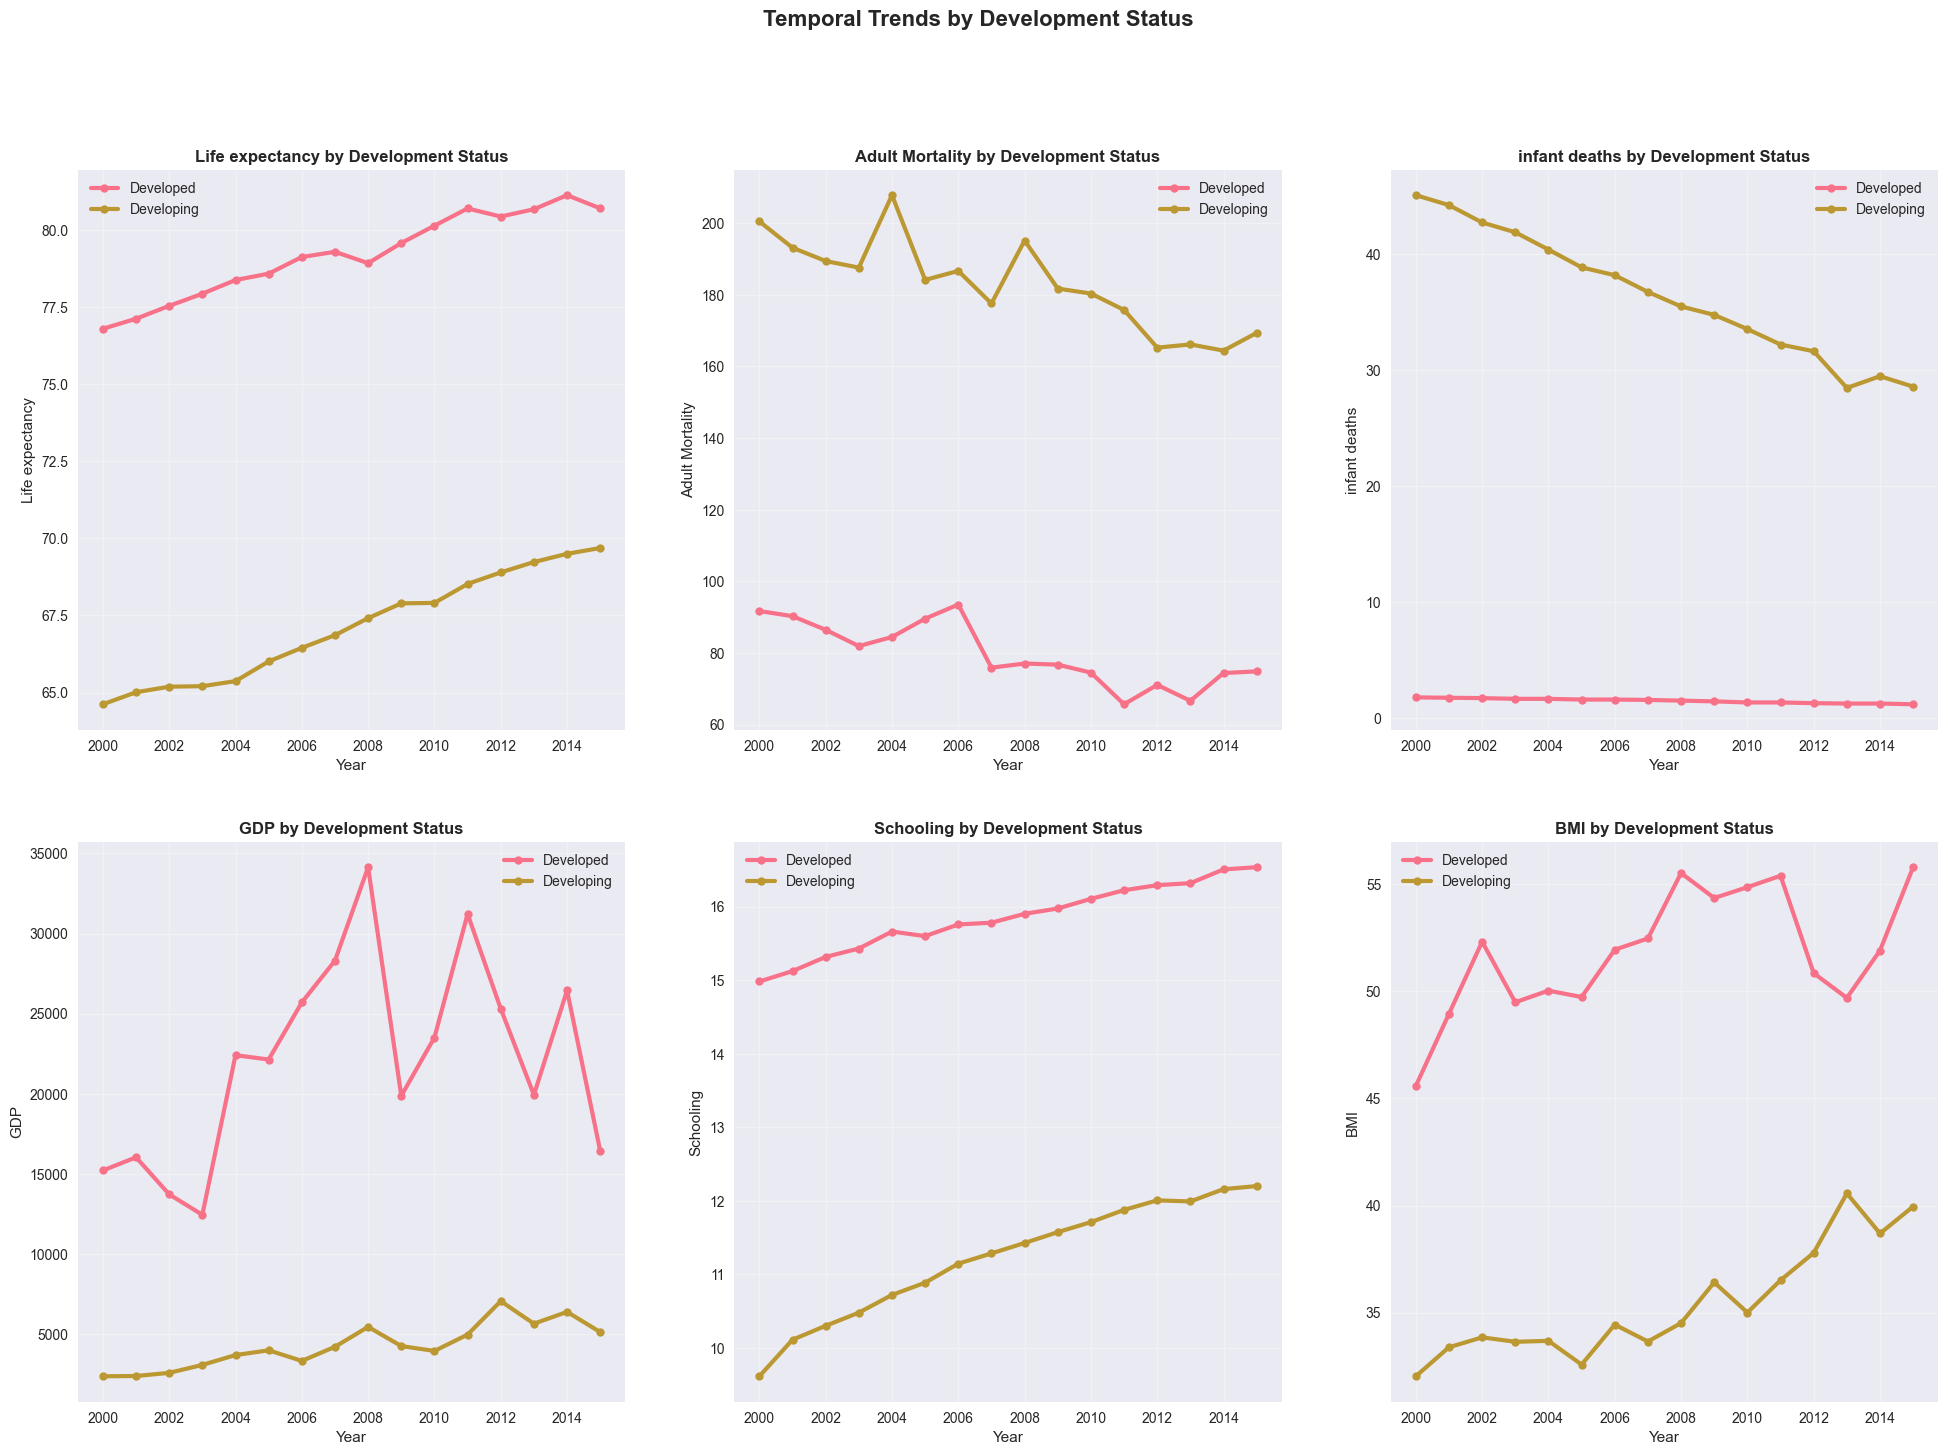 Temporal Trends by Development Status
Life expectancy by Development Status
Developed
Developing
80.0
77.5
75.0
72.5
70.0
67.5
65.0
Life expectancy
2000 2002 2004 2006 2008 2010 2012 2014
Year
Adult Mortality by Development Status
Developed
Developing
200
180
160
140
120
100
80
60
Adult Mortality
2000 2002 2004 2006 2008 2010 2012 2014
Year
infant deaths by Development Status
Developed
Developing
40
30
20
10
0
infant deaths
2000 2002 2004 2006 2008 2010 2012 2014
Year
GDP by Development Status
Developed
Developing
35000
30000
25000
20000
15000
10000
5000
GDP
2000 2002 2004 2006 2008 2010 2012 2014
Year
Schooling by Development Status
Developed
Developing
16
15
14
13
12
11
10
Schooling
2000 2002 2004 2006 2008 2010 2012 2014
Year
BMI by Development Status
Developed
Developing
55
50
45
40
35
BMI
2000 2002 2004 2006 2008 2010 2012 2014
Year